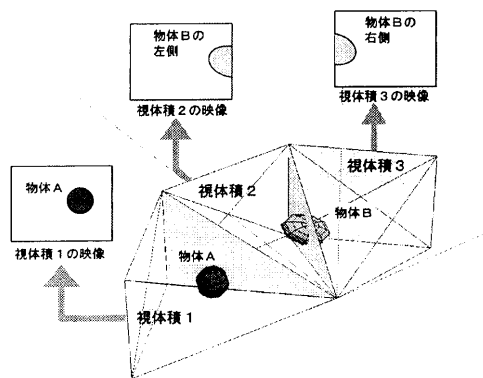 物体Bの
左側
物体Bの
右側
視体積2の映像
視体積3の映像
物体A
視体積1の映像
視体積2
視体積3
物体B
物体A
視体積1